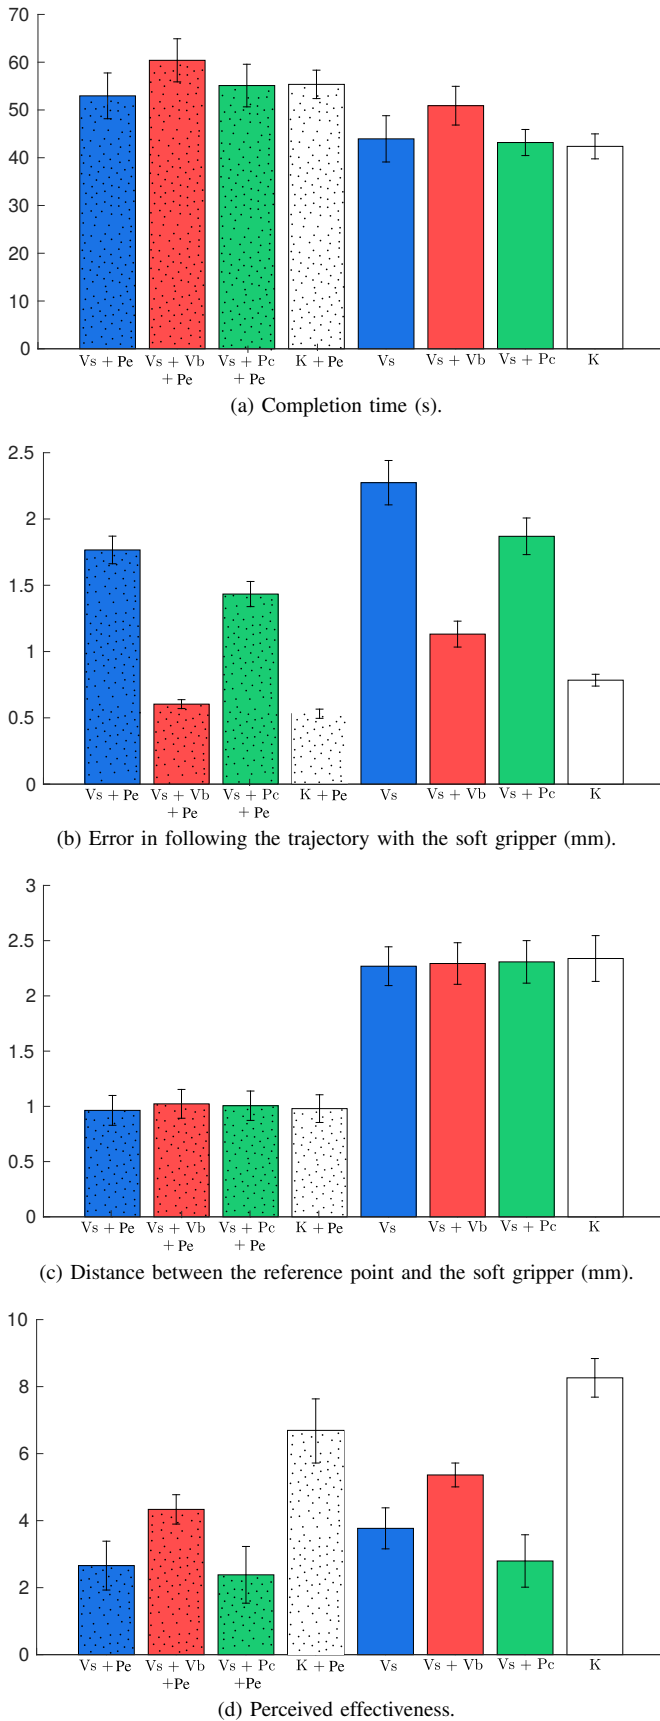 70
60
50
40
30
20
10
0
Vs + Pe Vs + Vb Vs + Pc K + Pe Vs Vs + Vb Vs + Pc K
+ Pe + Pe
(a) Completion time (s).
2.5
2
1.5
1
0.5
0
Vs + Pe Vs + Vb Vs + Pc K + Pe Vs Vs + Vb Vs + Pc K
+ Pe + Pe
(b) Error in following the trajectory with the soft gripper (mm).
3
2.5
2
1.5
1
0.5
0
Vs + Pe Vs + Vb Vs + Pc K + Pe Vs Vs + Vb Vs + Pc K
+ Pe + Pe
(c) Distance between the reference point and the soft gripper (mm).
10
8
6
4
2
0
Vs + Pe Vs + Vb Vs + Pc K + Pe Vs Vs + Vb Vs + Pc K
+Pe +Pe
(d) Perceived effectiveness.